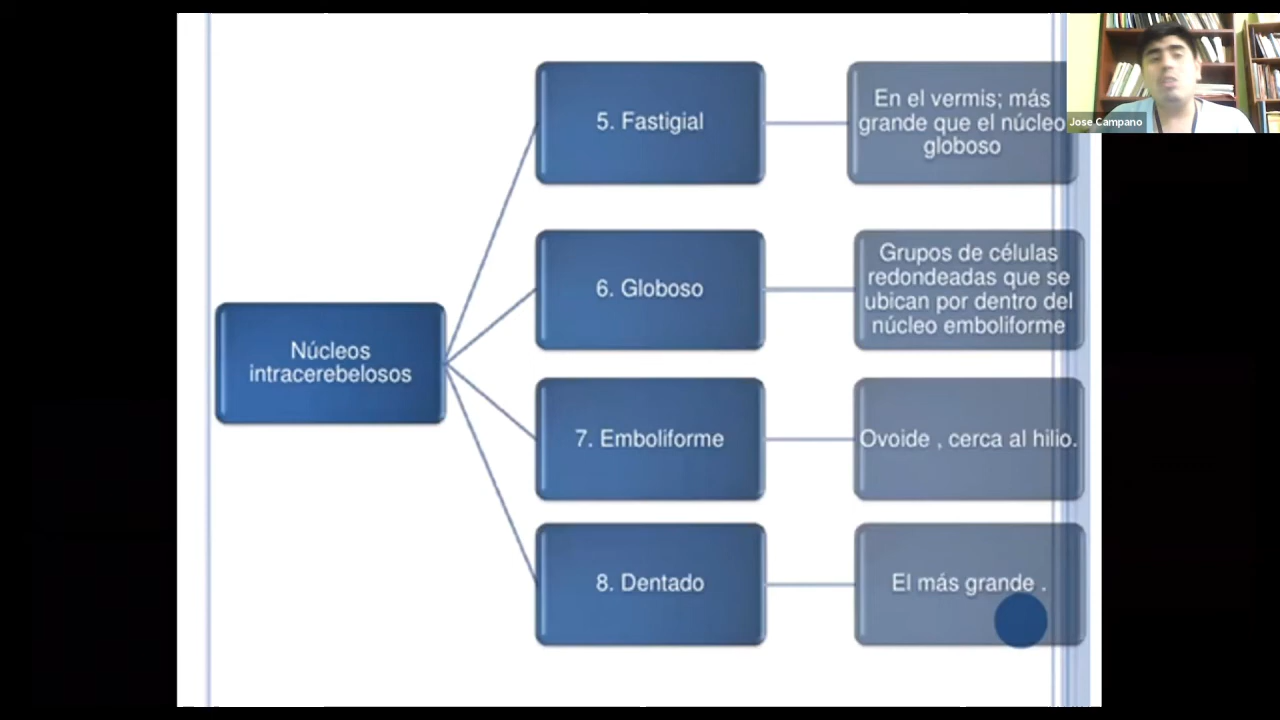 Núcleos
intracerebelosos
5. Fastigial
En el vermis; más
grande que el núcleo
globoso
6. Globoso
Grupos de células
redondeadas que se
ubican por dentro del
núcleo emboliforme
7. Emboliforme
Ovoide , cerca al hilio.
8. Dentado
El más grande .
Jose Campano